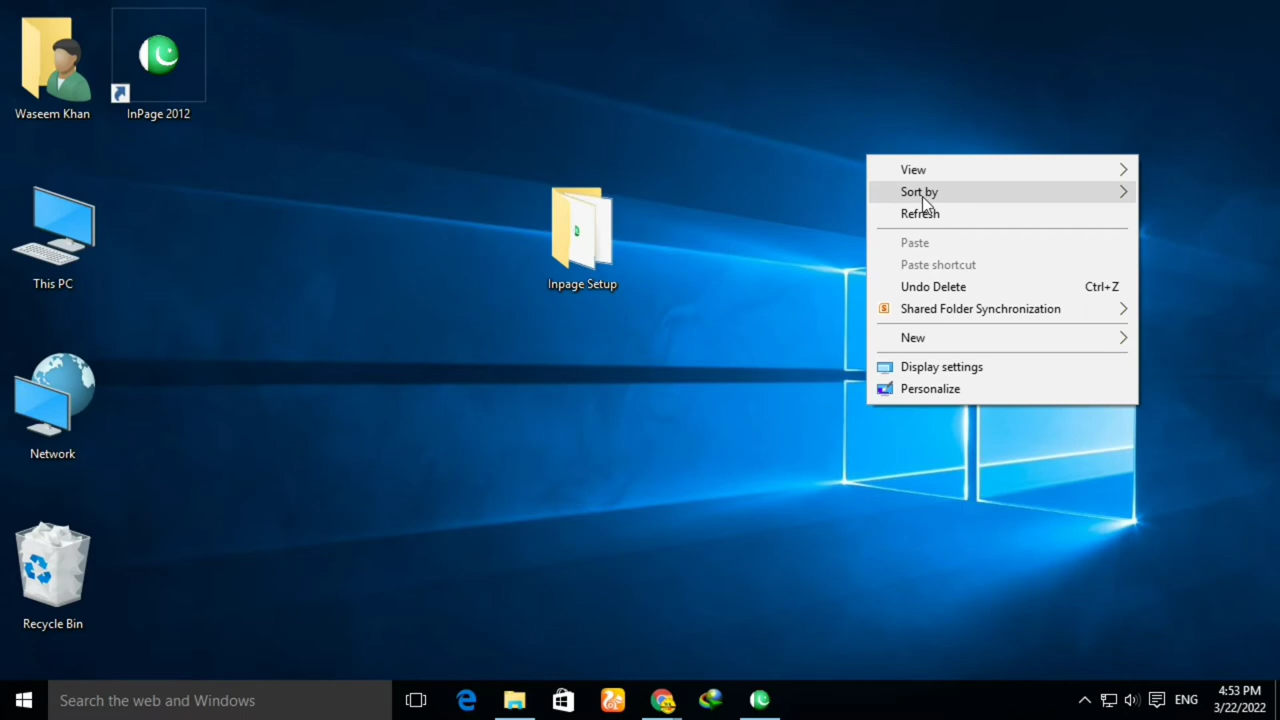 Waseem Khan
InPage 2012
This PC
Inpage Setup
Network
Recycle Bin
View
Sort by
Refresh
Paste
Paste shortcut
Undo Delete Ctrl+Z
Shared Folder Synchronization
New
Display settings
Personalize
Search the web and Windows
ENG
4:53 PM
3/22/2022